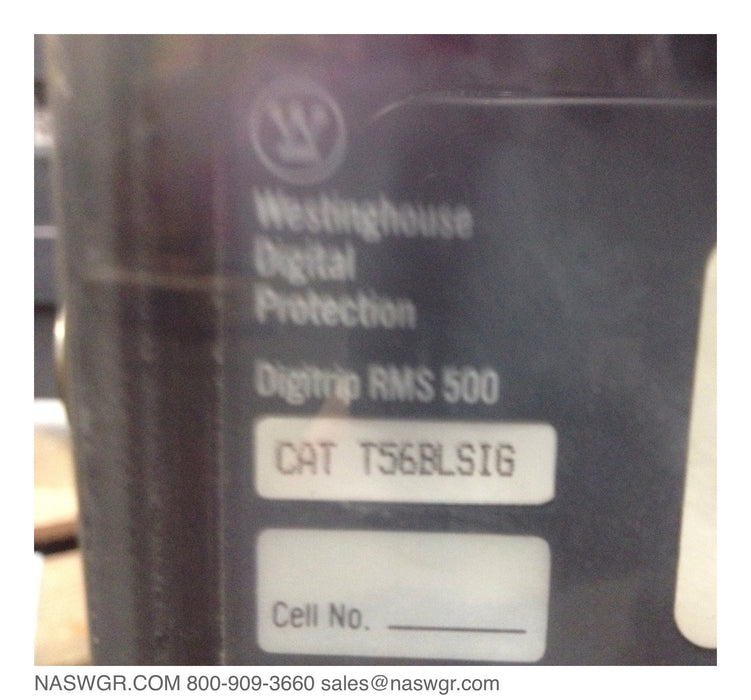 Westinghouse
Digital
Protection
Digitrip RMS 500
CAT T56BLSIG
Cell No.
NASWGR.COM 800-909-3660 sales@naswgr.com